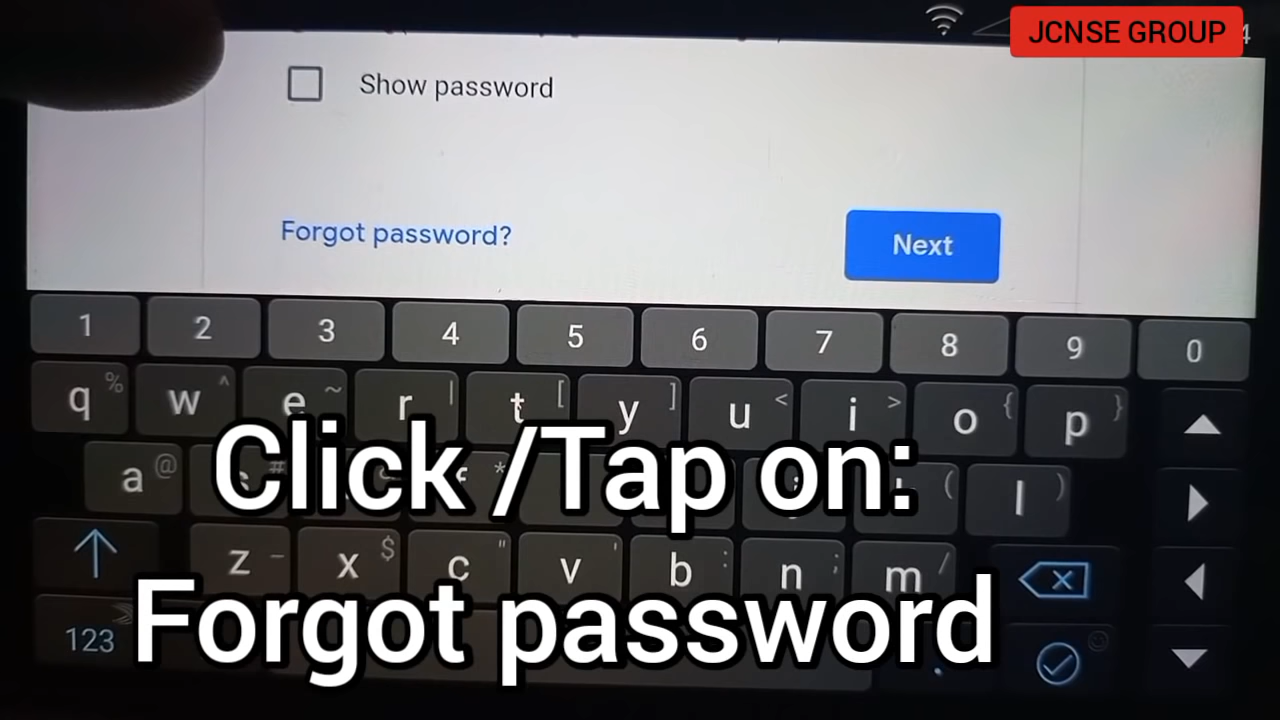 JCNSE GROUP
4
Show password
Forgot password?
Next
1 2 3 4 5 6 7 8 9 0
q % w ^ e ~ r | t [ y ] u < i > o { p }
a @ # * ( l )
z - x $ c " v ' b : n ; m /
123 .
Click /Tap on:
Forgot password